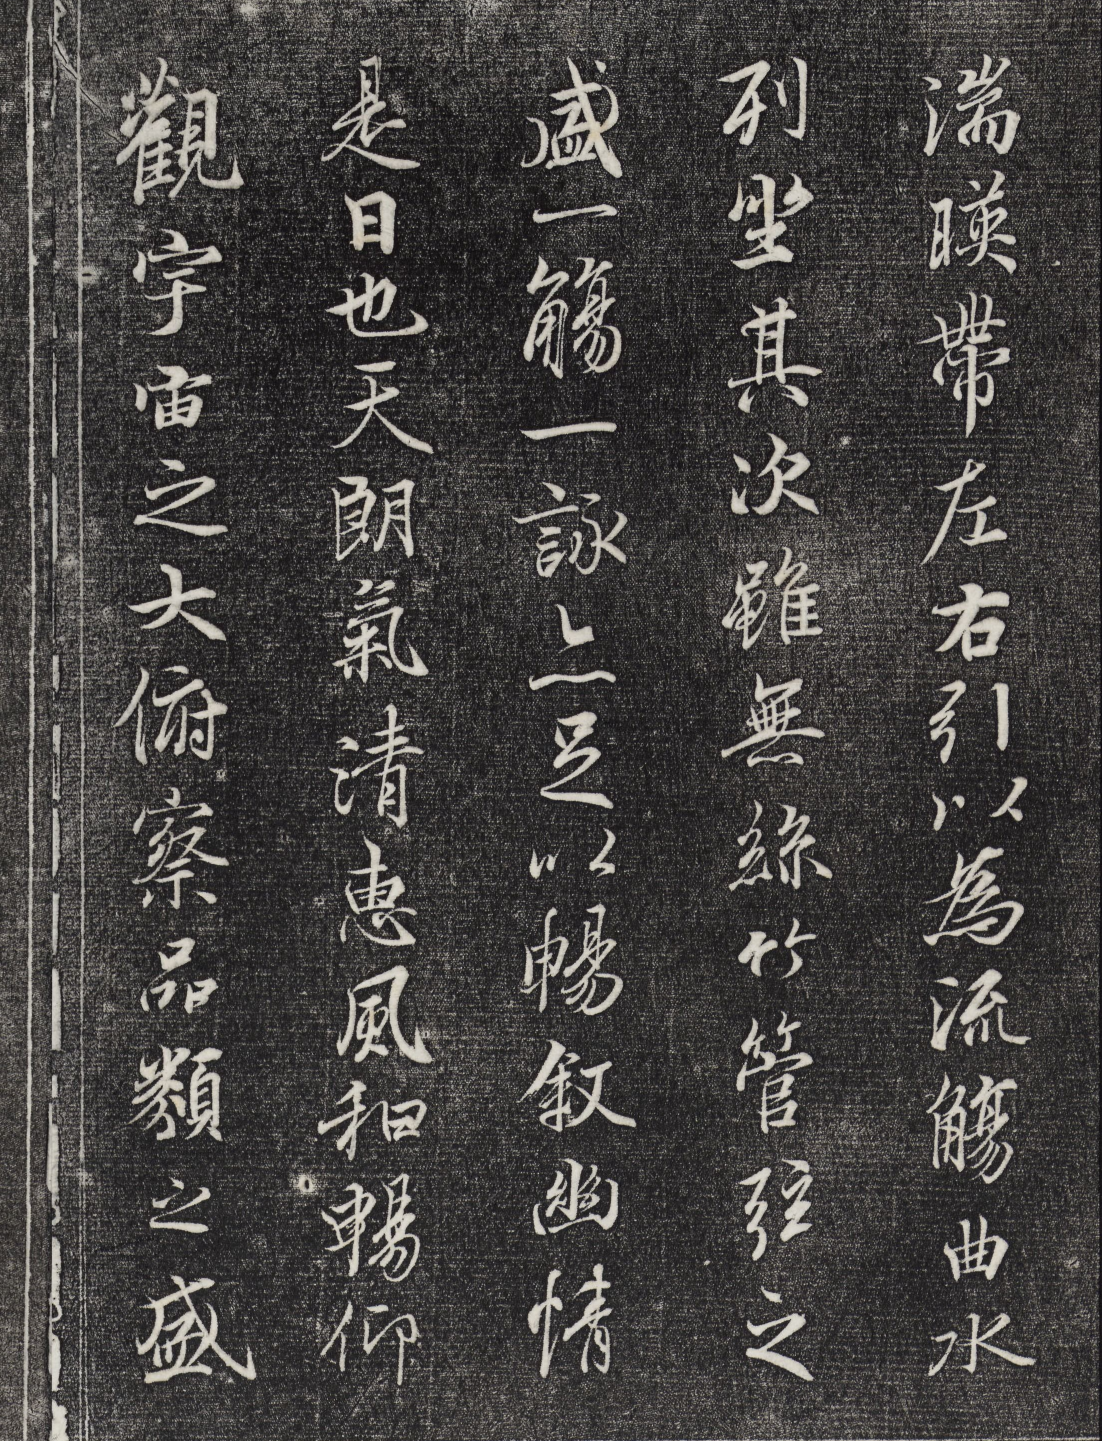 湍暎帶左右引以為流觴曲水
列坐其次雖無絲竹管弦之
盛一觴一詠亦足以暢敘幽情
是日也天朗氣清惠風和暢仰
觀宇宙之大俯察品類之盛